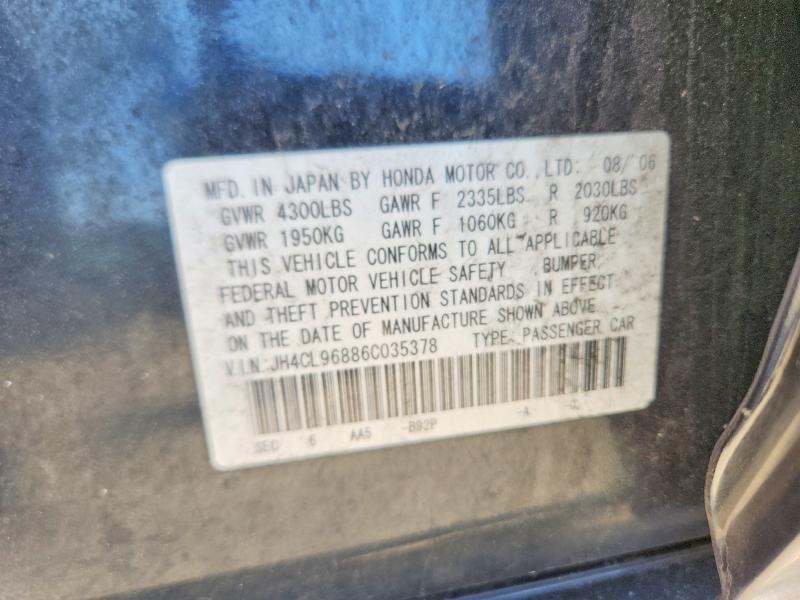 MFD. IN JAPAN BY HONDA MOTOR CO., LTD. 08/ 06
GVWR 4300LBS GAWR F 2335LBS. R 2030LBS
GVWR 1950KG GAWR F 1060KG R 920KG
THIS VEHICLE CONFORMS TO ALL APPLICABLE
FEDERAL MOTOR VEHICLE SAFETY, BUMPER,
AND THEFT PREVENTION STANDARDS IN EFFECT
ON THE DATE OF MANUFACTURE SHOWN ABOVE.
V.I.N:JH4CL96886C035378 TYPE: PASSENGER CAR
SEC 6 AA5 -B92P -A